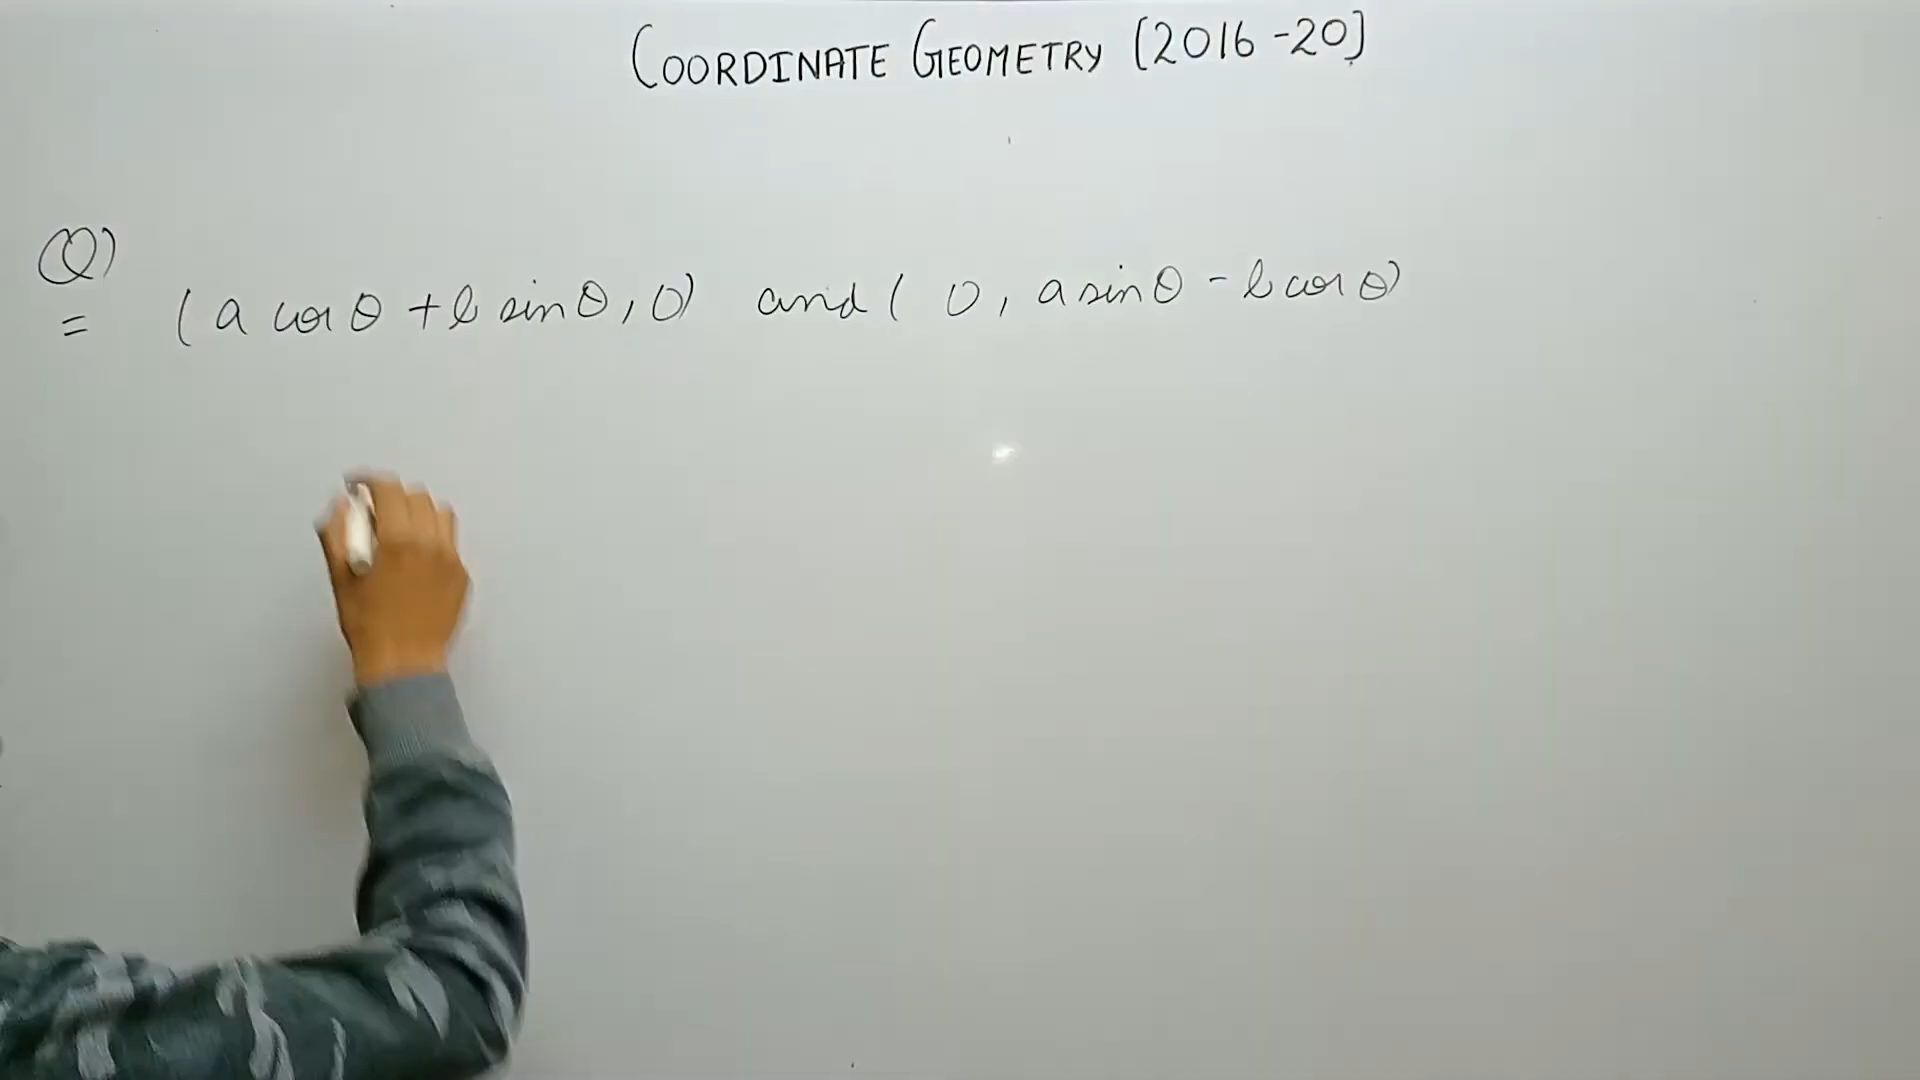 COORDINATE GEOMETRY [2016-20]
Q)
= (a cos θ + b sin θ, 0) and (0, a sin θ - b cos θ)